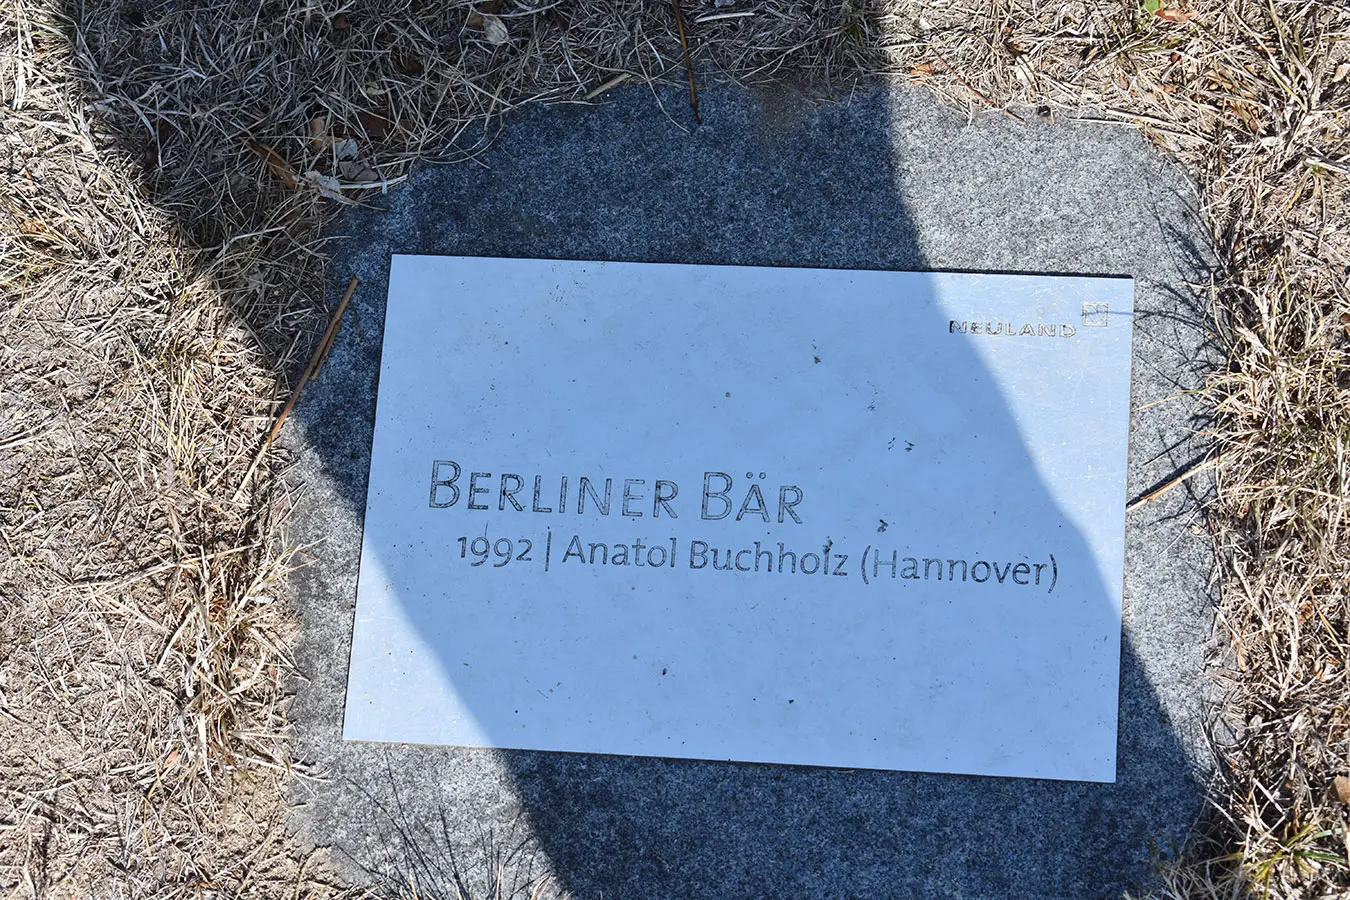 NEULAND
BERLINER BÄR
1992 | Anatol Buchholz (Hannover)